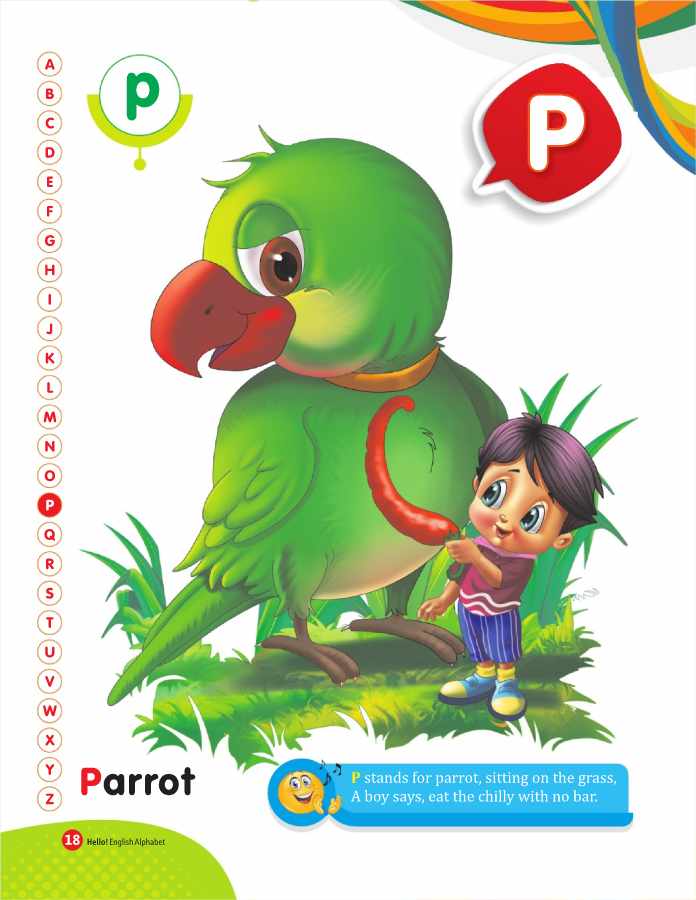 p
P
A
B
C
D
E
F
G
H
I
J
K
L
M
N
O
P
Q
R
S
T
U
V
W
X
Y
Z
Parrot
P stands for parrot, sitting on the grass,
A boy says, eat the chilly with no bar.
18 Hello! English Alphabet